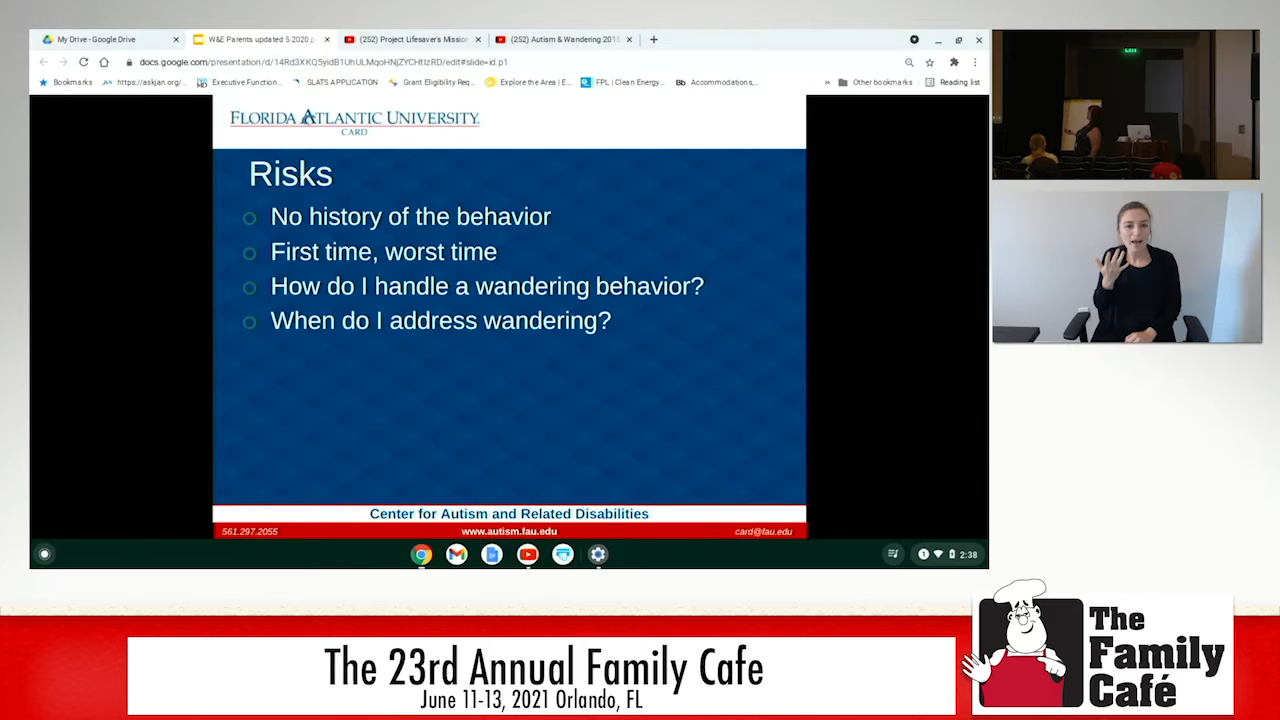 My Drive - Google Drive
W&E Parents updated 5.2020 p
(252) Project Lifesaver's Mission
(252) Autism & Wandering 2015
docs.google.com/presentation/d/14Rd3XKQ5yidB1UhULMqoHNjZYCHtIzRD/edit#slide=id.p1
Bookmarks
https://askjan.org/...
Executive Function...
SLATS APPLICATION
Grant Eligibility Req...
Explore the Area | E...
FPL | Clean Energy...
Bb Accommodations,...
Other bookmarks
Reading list
FLORIDA ATLANTIC UNIVERSITY.
CARD
Risks
No history of the behavior
First time, worst time
How do I handle a wandering behavior?
When do I address wandering?
Center for Autism and Related Disabilities
561.297.2055
www.autism.fau.edu
card@fau.edu
1
2:38
The 23rd Annual Family Cafe
June 11-13, 2021 Orlando, FL
The
Family
Café